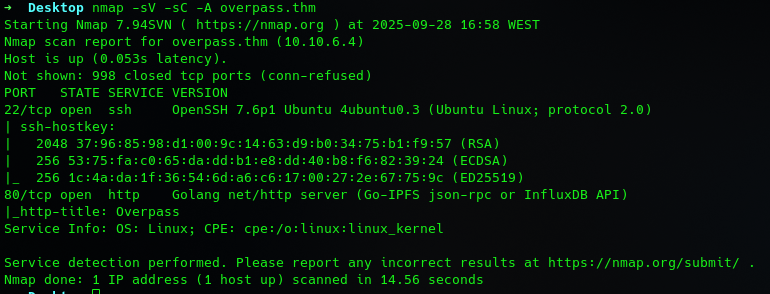 → Desktop nmap -sV -sC -A overpass.thm
Starting Nmap 7.94SVN ( https://nmap.org ) at 2025-09-28 16:58 WEST
Nmap scan report for overpass.thm (10.10.6.4)
Host is up (0.053s latency).
Not shown: 998 closed tcp ports (conn-refused)
PORT   STATE SERVICE VERSION
22/tcp open  ssh     OpenSSH 7.6p1 Ubuntu 4ubuntu0.3 (Ubuntu Linux; protocol 2.0)
| ssh-hostkey:
|   2048 37:96:85:98:d1:00:9c:14:63:d9:b0:34:75:b1:f9:57 (RSA)
|   256 53:75:fa:c0:65:da:dd:b1:e8:dd:40:b8:f6:82:39:24 (ECDSA)
|_  256 1c:4a:da:1f:36:54:6d:a6:c6:17:00:27:2e:67:75:9c (ED25519)
80/tcp open  http    Golang net/http server (Go-IPFS json-rpc or InfluxDB API)
|_http-title: Overpass
Service Info: OS: Linux; CPE: cpe:/o:linux:linux_kernel
Service detection performed. Please report any incorrect results at https://nmap.org/submit/ .
Nmap done: 1 IP address (1 host up) scanned in 14.56 seconds